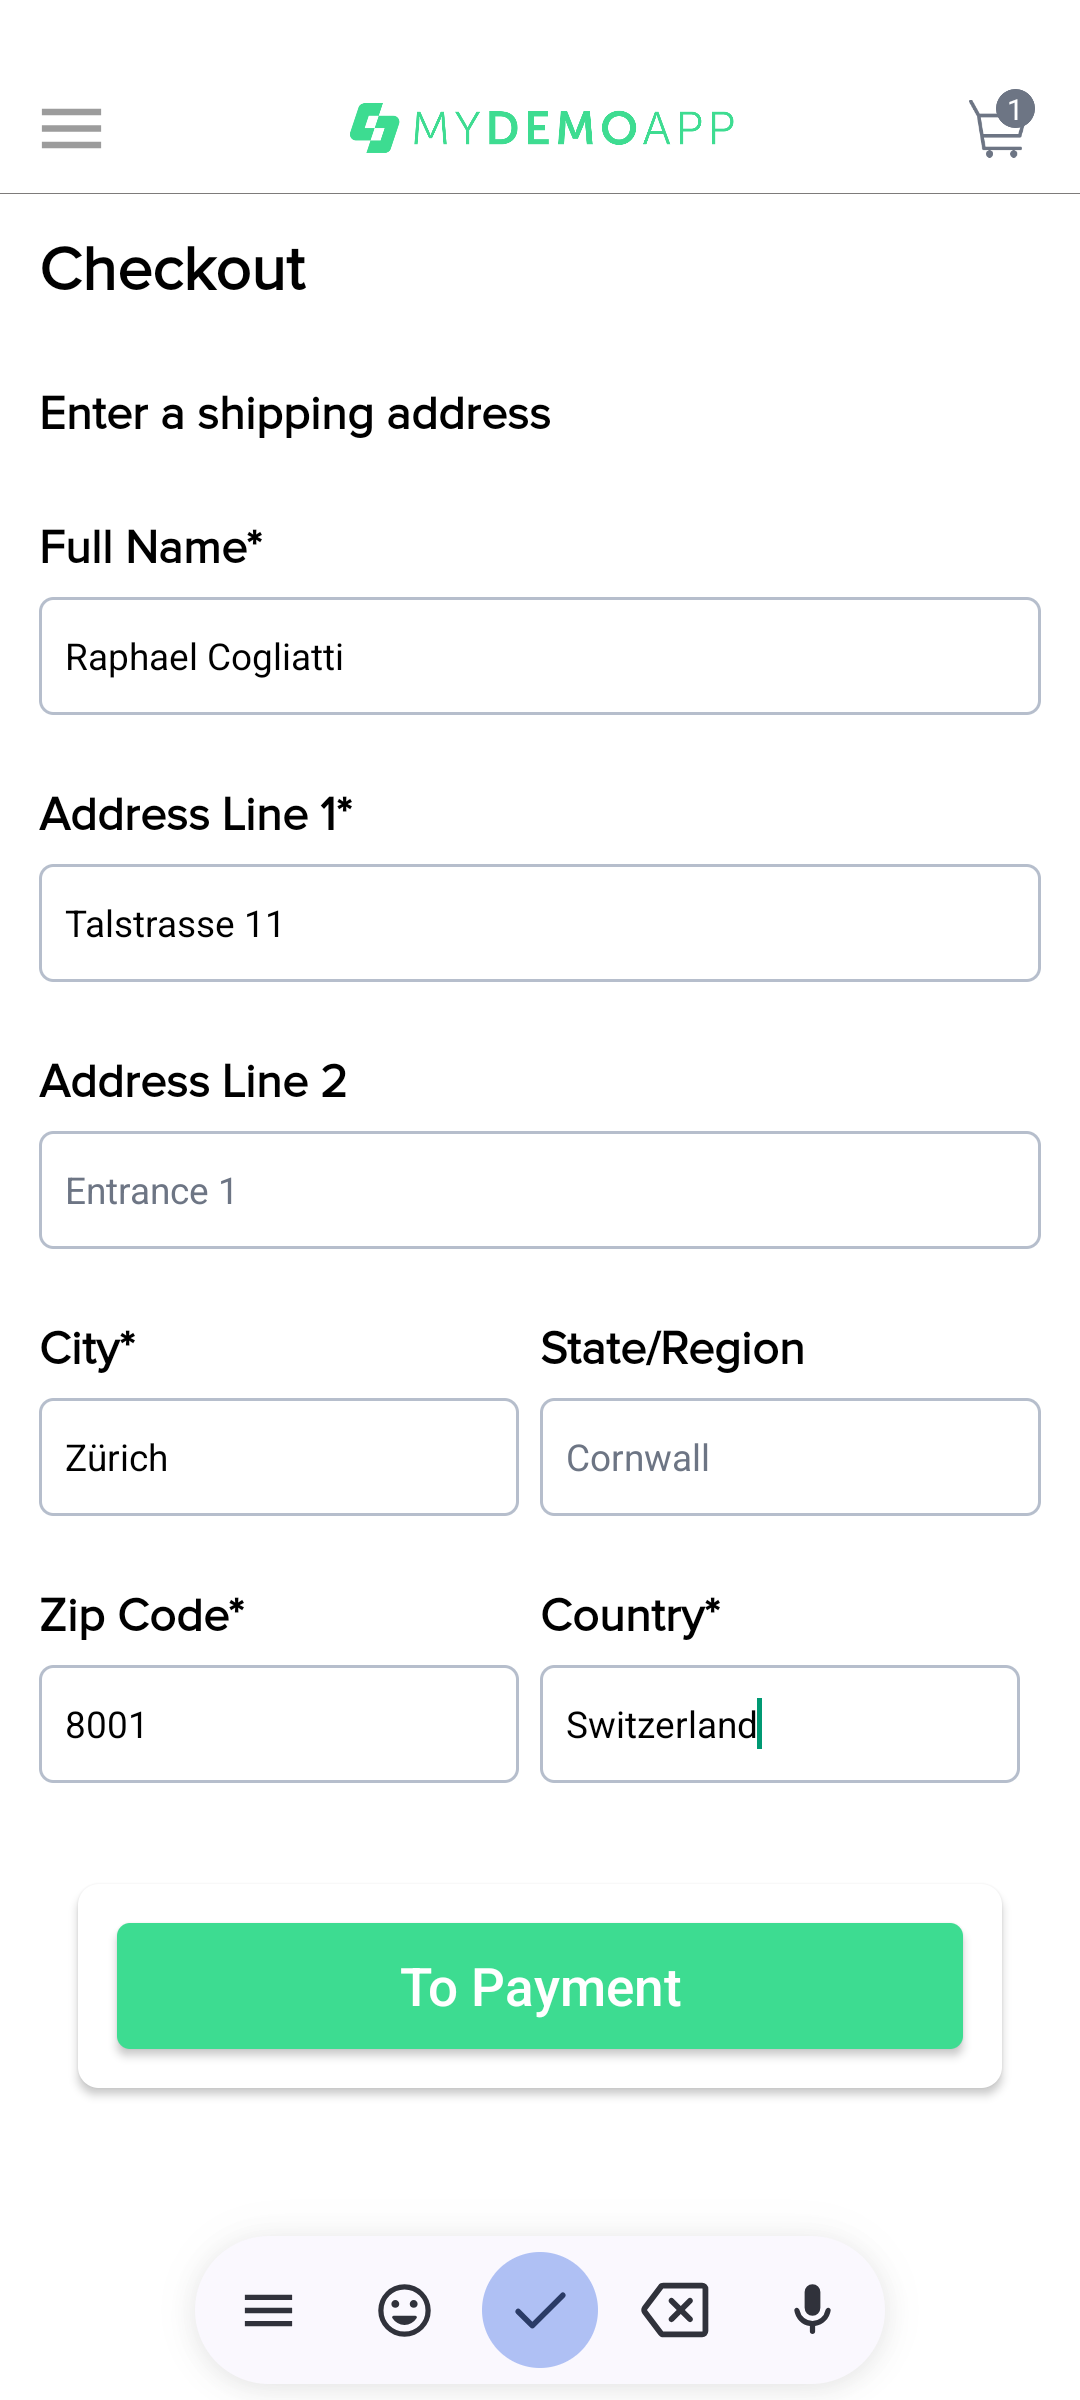 MYDEMOAPP
1
Checkout
Enter a shipping address
Full Name*
Raphael Cogliatti
Address Line 1*
Talstrasse 11
Address Line 2
Entrance 1
City*
State/Region
Zürich
Cornwall
Zip Code*
Country*
8001
Switzerland
To Payment